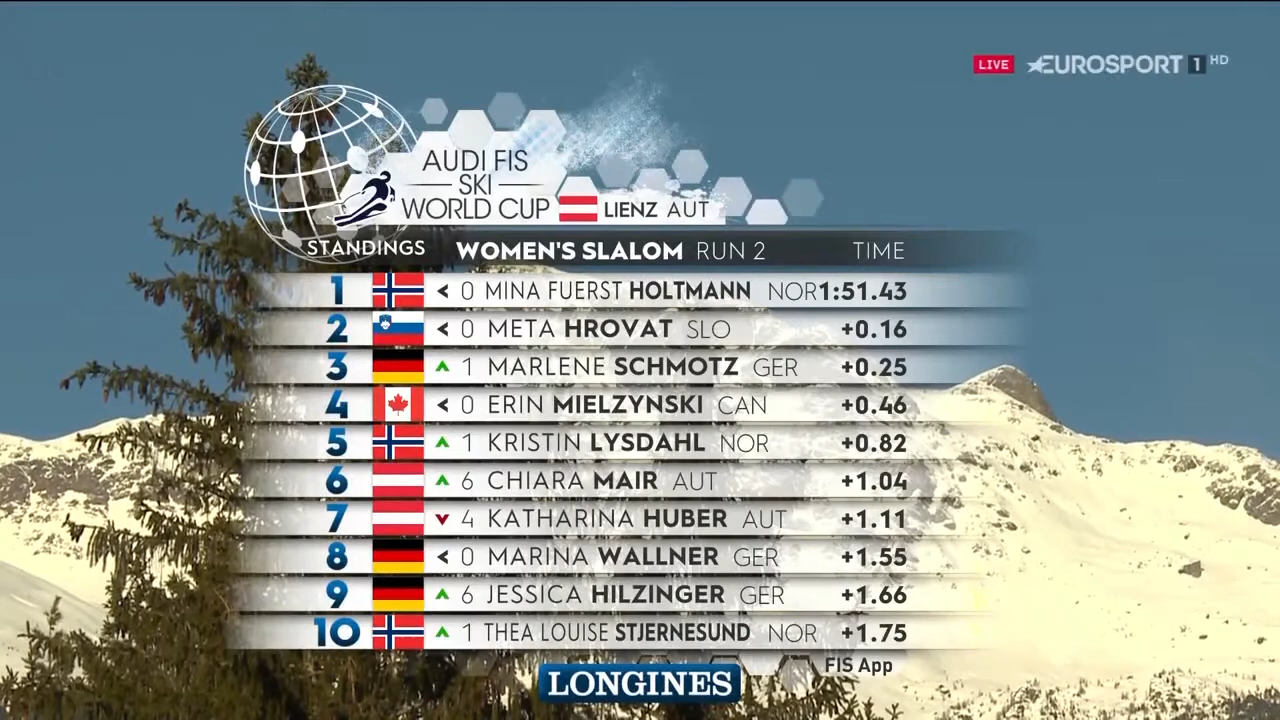 LIVE EUROSPORT 1 HD
AUDI FIS
SKI
WORLD CUP LIENZ AUT
STANDINGS WOMEN'S SLALOM RUN 2 TIME
1 < 0 MINA FUERST HOLTMANN NOR 1:51.43
2 < 0 META HROVAT SLO +0.16
3 1 MARLENE SCHMOTZ GER +0.25
4 < 0 ERIN MIELZYNSKI CAN +0.46
5 1 KRISTIN LYSDAHL NOR +0.82
6 6 CHIARA MAIR AUT +1.04
7 4 KATHARINA HUBER AUT +1.11
8 < 0 MARINA WALLNER GER +1.55
9 6 JESSICA HILZINGER GER +1.66
10 1 THEA LOUISE STJERNESUND NOR +1.75
FIS App
LONGINES